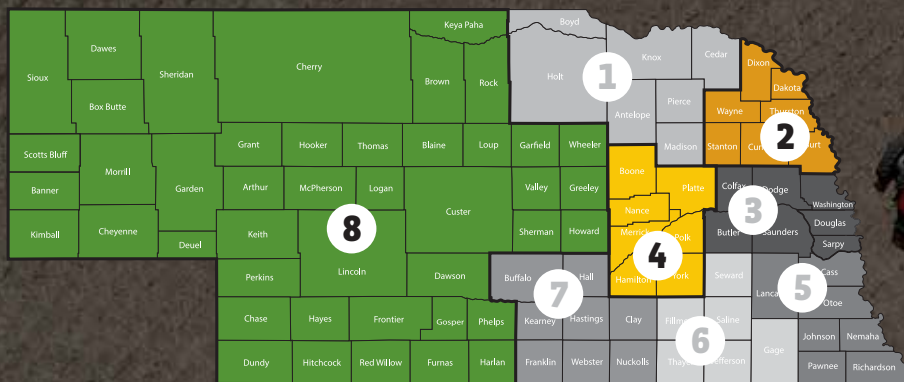 Keya Paha
Boyd
Dawes
Sioux
Sheridan
Cherry
Knox
Cedar
Dixon
Brown
Rock
Holt
1
Dakota
Box Butte
Pierce
Antelope
Wayne
Thurston
2
Scotts Bluff
Grant
Hooker
Thomas
Blaine
Loup
Garfield
Wheeler
Madison
Stanton
Morrill
Boone
Banner
Garden
Arthur
McPherson
Logan
Valley
Greeley
Platte
Colfax
Dodge
Washington
Custer
Nance
3
Kimball
Cheyenne
Keith
8
Sherman
Howard
Merrick
Polk
Butler
Saunders
Douglas
Deuel
Sarpy
4
Perkins
Lincoln
Dawson
Buffalo
Hall
Hamilton
York
Seward
Cass
5
7
Otoe
Chase
Hayes
Frontier
Gosper
Phelps
Kearney
Hastings
Clay
Saline
6
Johnson
Nemaha
Gage
Dundy
Hitchcock
Red Willow
Furnas
Harlan
Franklin
Webster
Nuckolls
Pawnee
Richardson